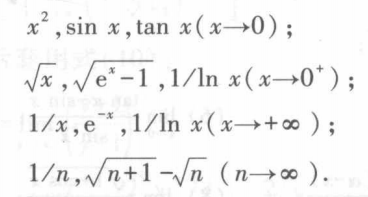 x², sin x, tan x(x→0);
√x, √(eˣ−1), 1/ln x(x→0⁺);
1/x, e⁻ˣ, 1/ln x(x→+∞);
1/n, √(n+1)−√n (n→∞).